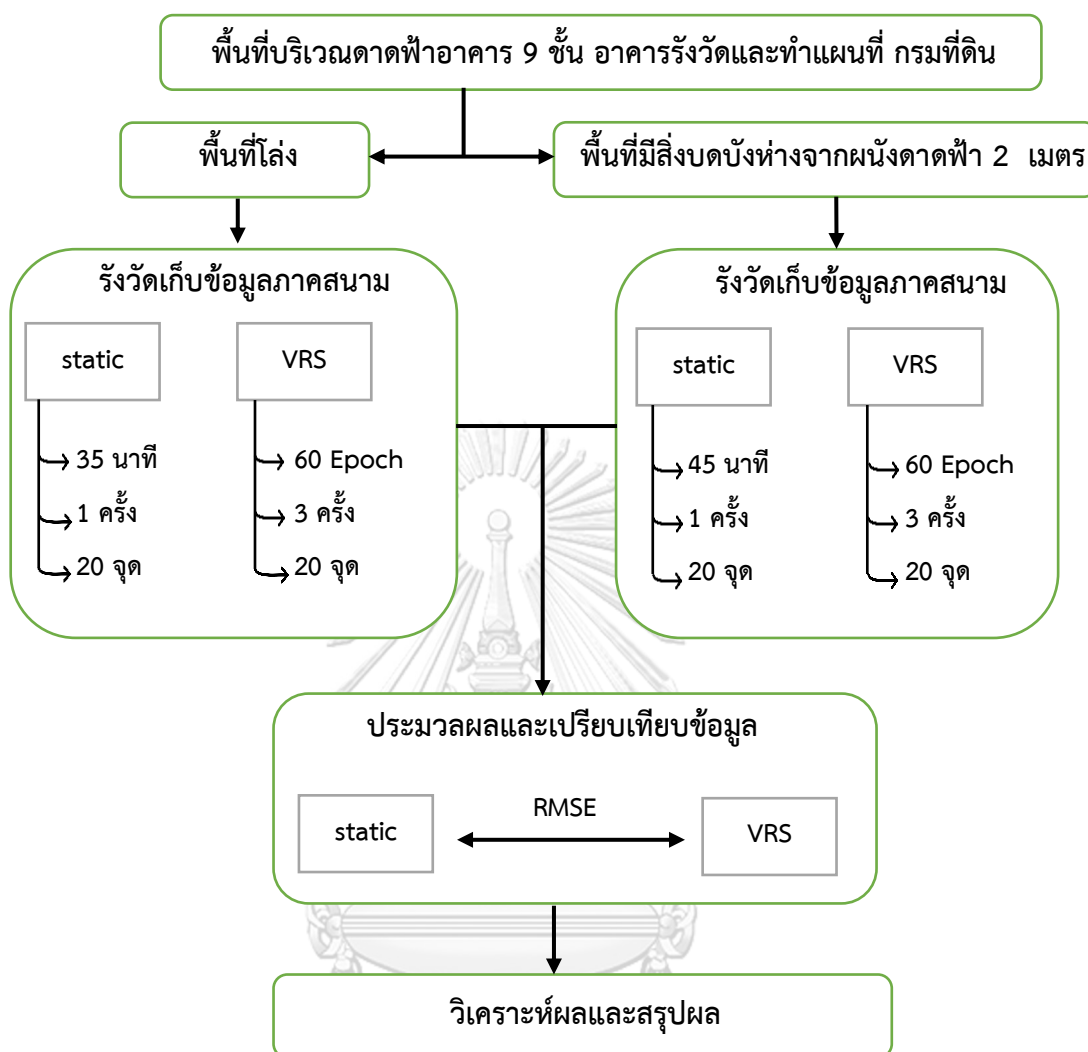 พื้นที่บริเวณดาดฟ้าอาคาร 9 ชั้น อาคารรังวัดและทำแผนที่ กรมที่ดิน
พื้นที่โล่ง
พื้นที่มีสิ่งบดบังห่างจากผนังดาดฟ้า 2 เมตร
รังวัดเก็บข้อมูลภาคสนาม
static
35 นาที
1 ครั้ง
20 จุด
VRS
60 Epoch
3 ครั้ง
20 จุด
รังวัดเก็บข้อมูลภาคสนาม
static
45 นาที
1 ครั้ง
20 จุด
VRS
60 Epoch
3 ครั้ง
20 จุด
ประมวลผลและเปรียบเทียบข้อมูล
static
RMSE
VRS
วิเคราะห์ผลและสรุปผล